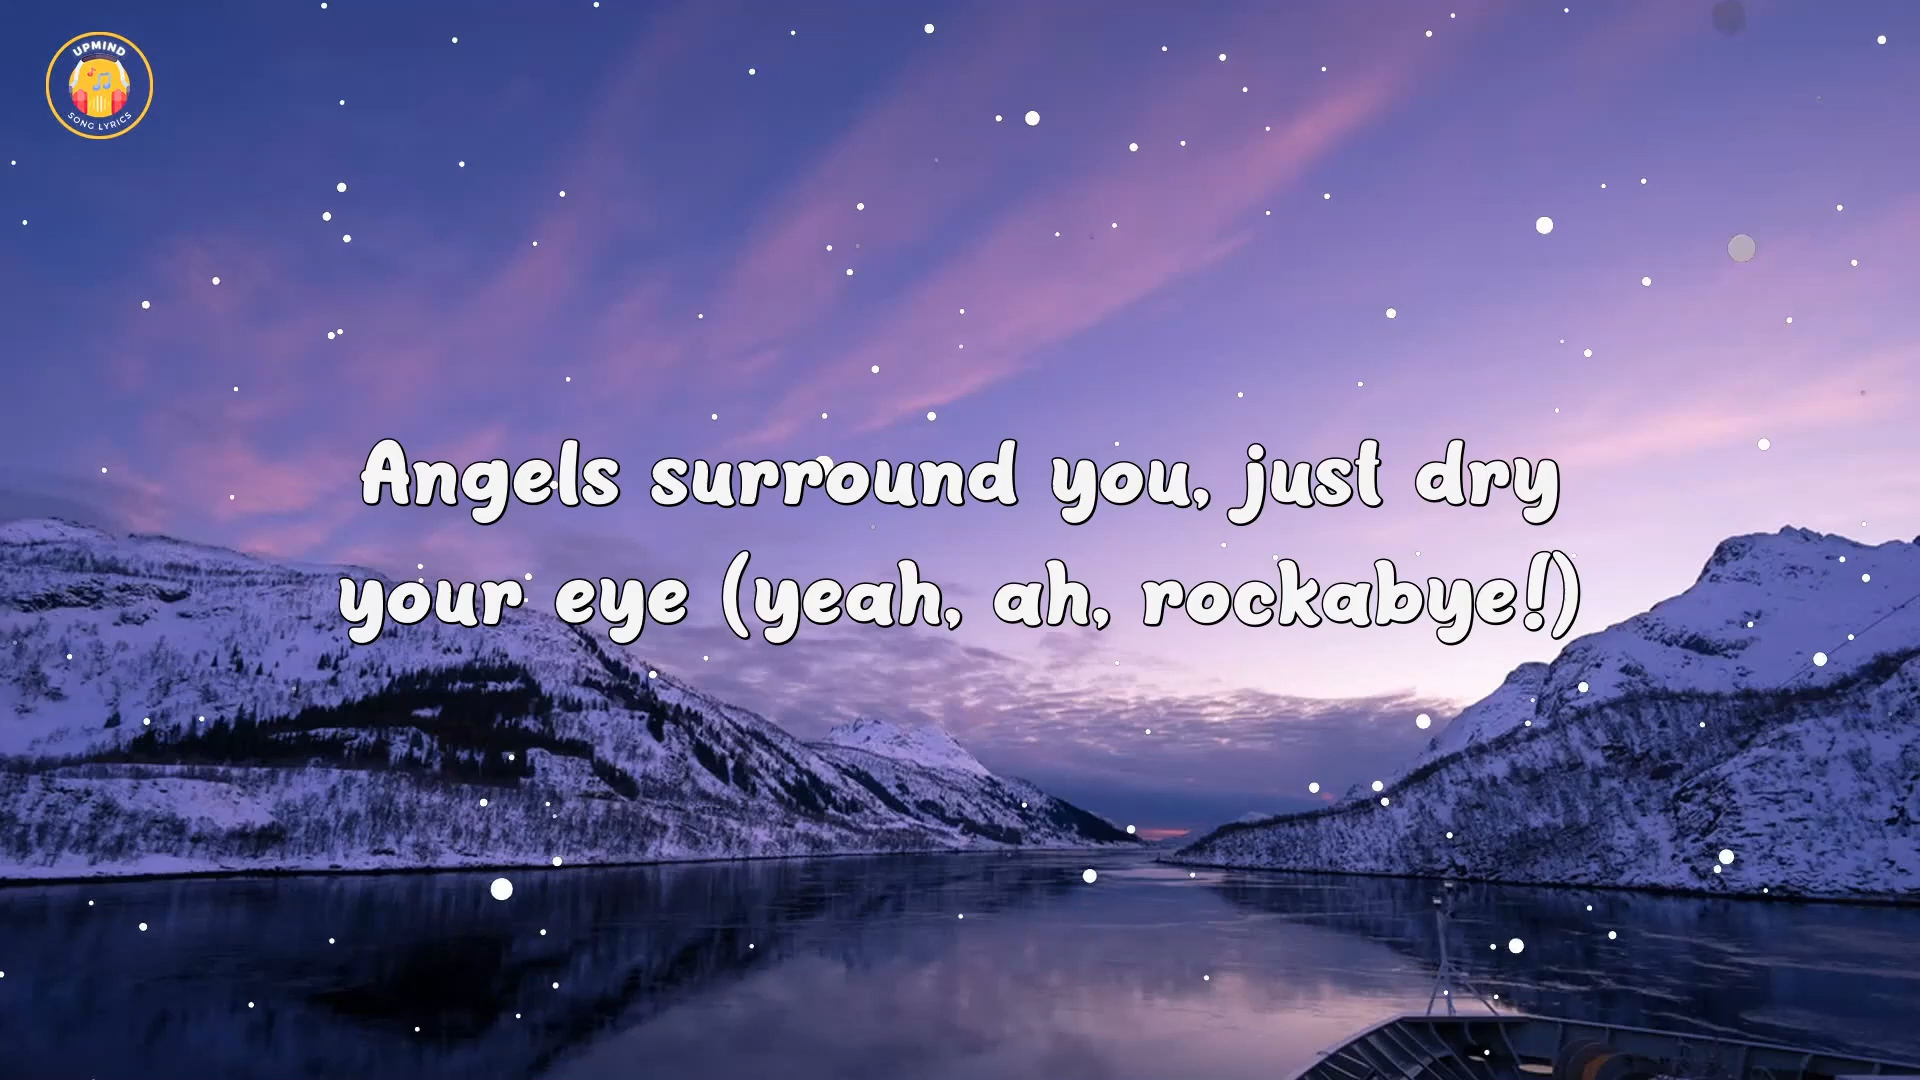 UPMIND
SONG LYRICS
Angels surround you, just dry
your eye (yeah, ah, rockabye!)